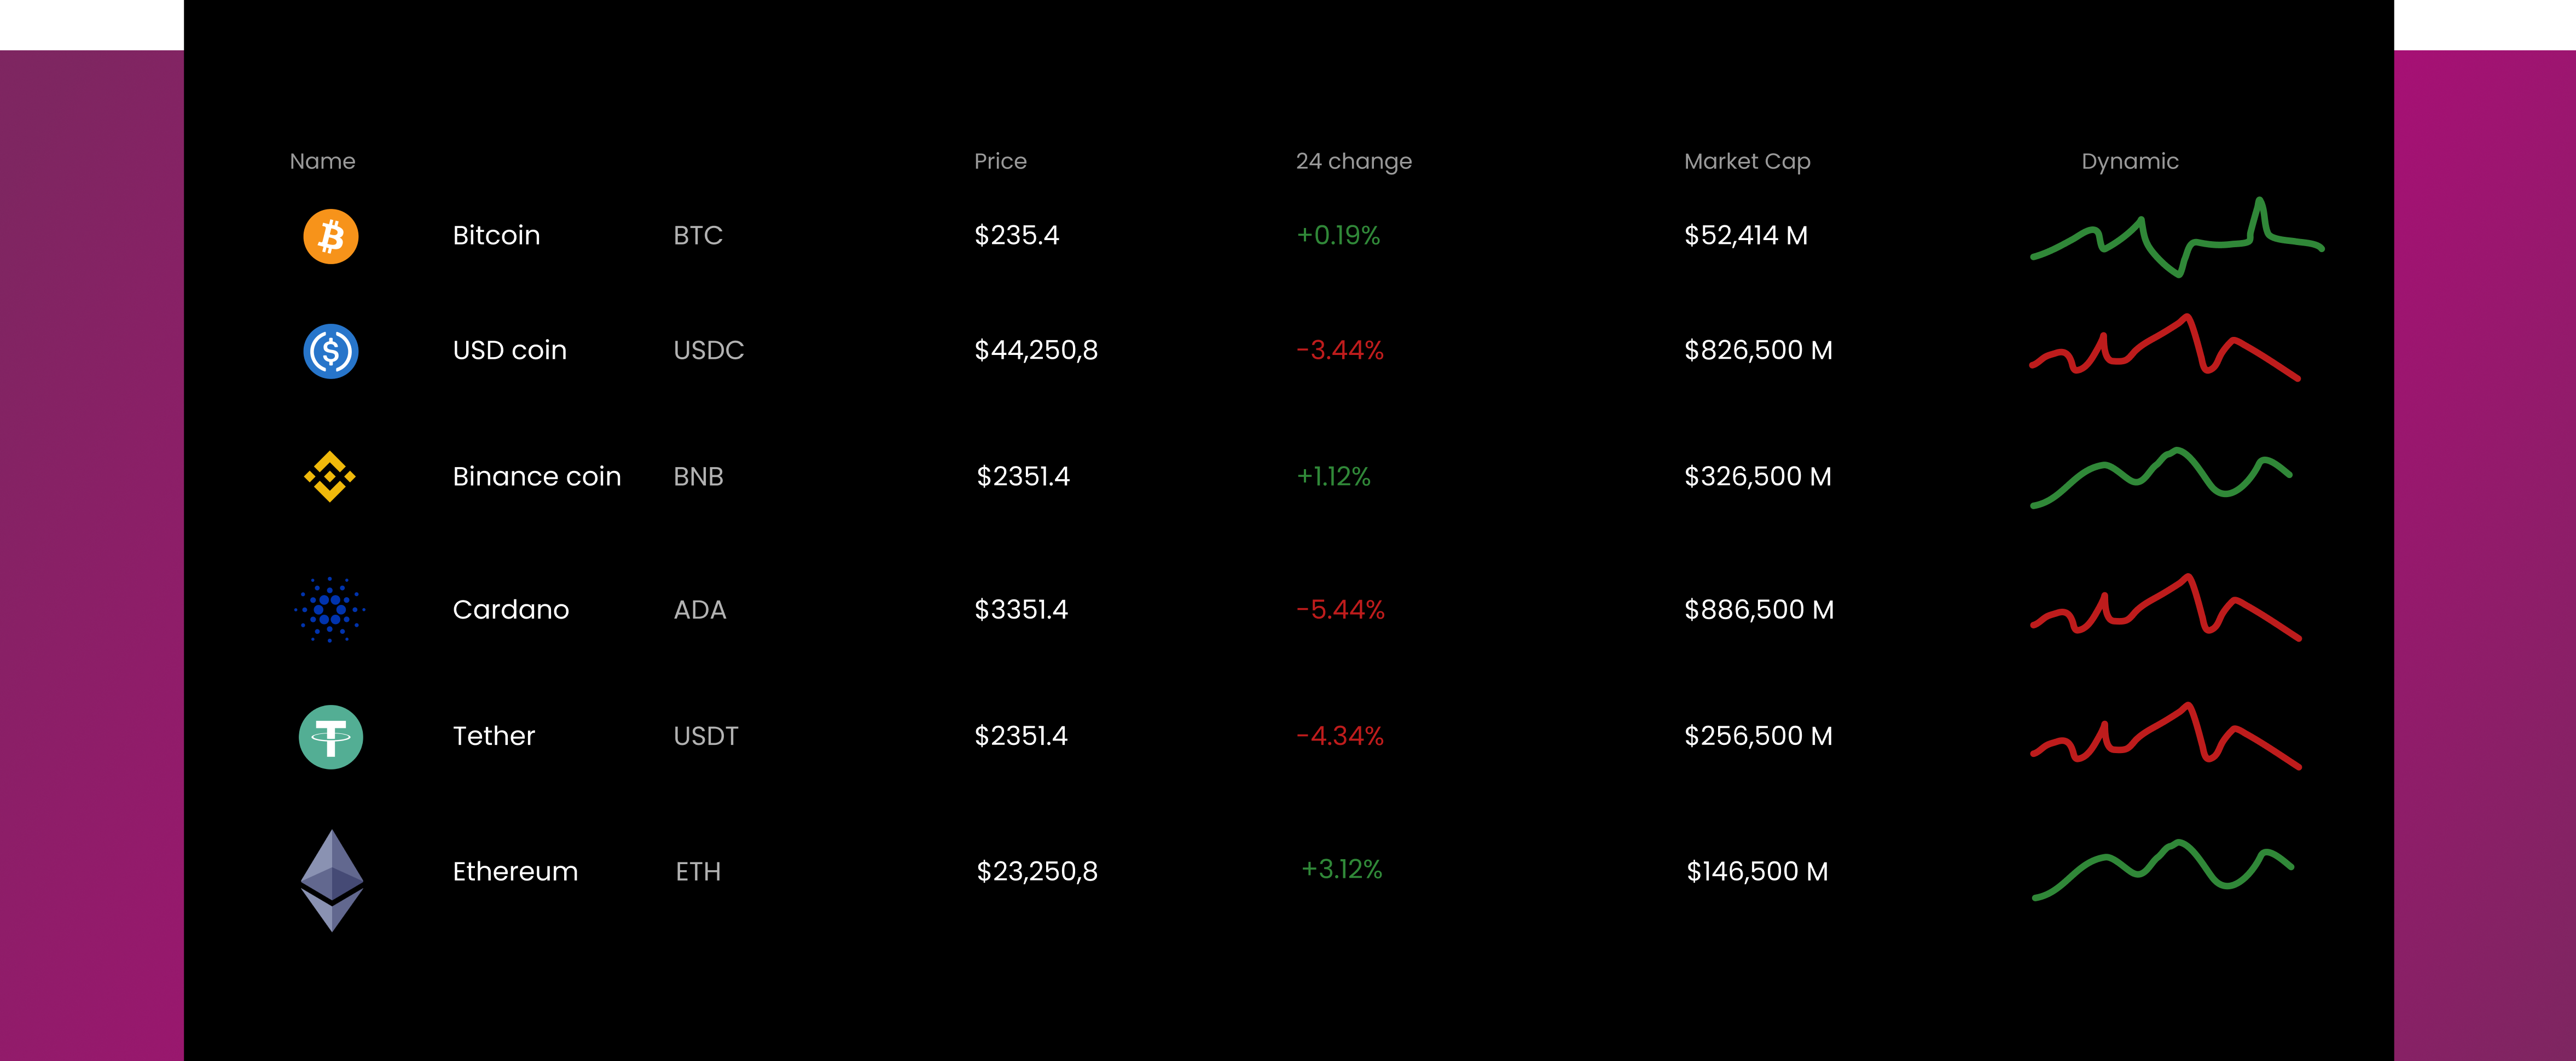 Name Price 24 change Market Cap Dynamic
Bitcoin BTC $235.4 +0.19% $52,414 M
USD coin USDC $44,250,8 -3.44% $826,500 M
Binance coin BNB $2351.4 +1.12% $326,500 M
Cardano ADA $3351.4 -5.44% $886,500 M
Tether USDT $2351.4 -4.34% $256,500 M
Ethereum ETH $23,250,8 +3.12% $146,500 M